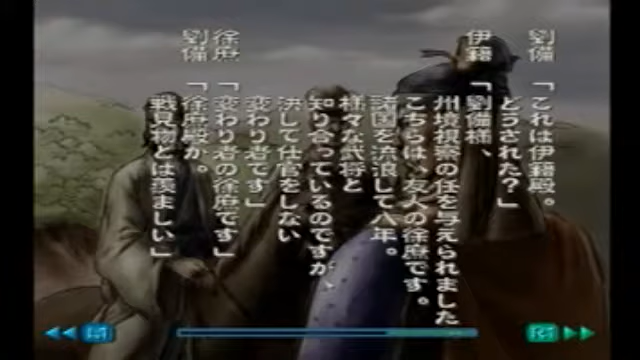 劉備「これは伊籍殿。
どうされた?」
伊籍「劉備様、
州境視察の任を与えられました
こちらは、友人の徐庶です。
諸国を流浪して八年。
様々な武将と
知り合っているのですが、
決して仕官をしない
変わり者です」
徐庶「変わり者の徐庶です」
劉備「徐庶殿か。
戦見物とは羨ましい」
L1
R1